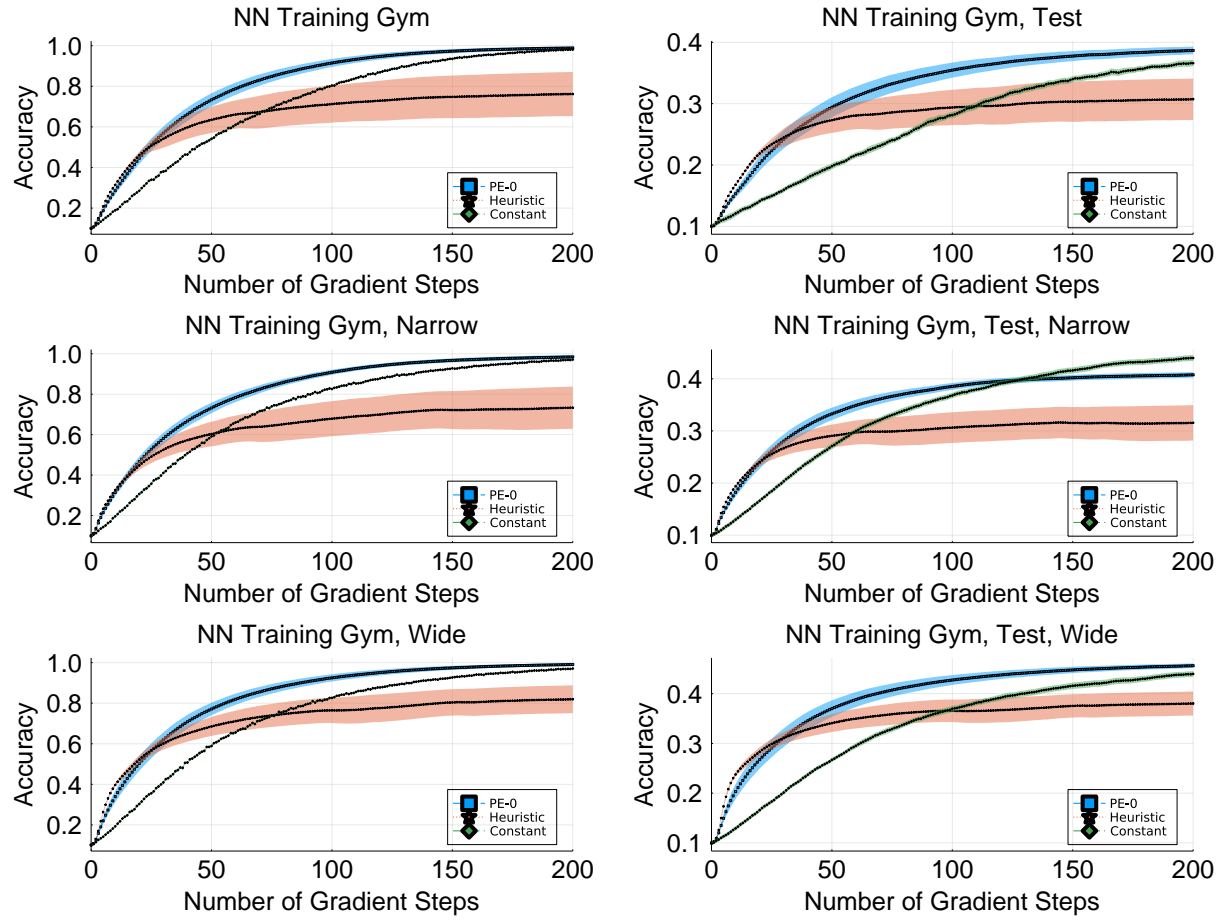 NN Training Gym
1.0
0.8
0.6
0.4
0.2
Accuracy
PE-0
Heuristic
Constant
0 50 100 150 200
Number of Gradient Steps
NN Training Gym, Test
0.4
0.3
0.2
0.1
Accuracy
PE-0
Heuristic
Constant
0 50 100 150 200
Number of Gradient Steps
NN Training Gym, Narrow
1.0
0.8
0.6
0.4
0.2
Accuracy
PE-0
Heuristic
Constant
0 50 100 150 200
Number of Gradient Steps
NN Training Gym, Test, Narrow
0.4
0.3
0.2
0.1
Accuracy
PE-0
Heuristic
Constant
0 50 100 150 200
Number of Gradient Steps
NN Training Gym, Wide
1.0
0.8
0.6
0.4
0.2
Accuracy
PE-0
Heuristic
Constant
0 50 100 150 200
Number of Gradient Steps
NN Training Gym, Test, Wide
0.4
0.3
0.2
0.1
Accuracy
PE-0
Heuristic
Constant
0 50 100 150 200
Number of Gradient Steps